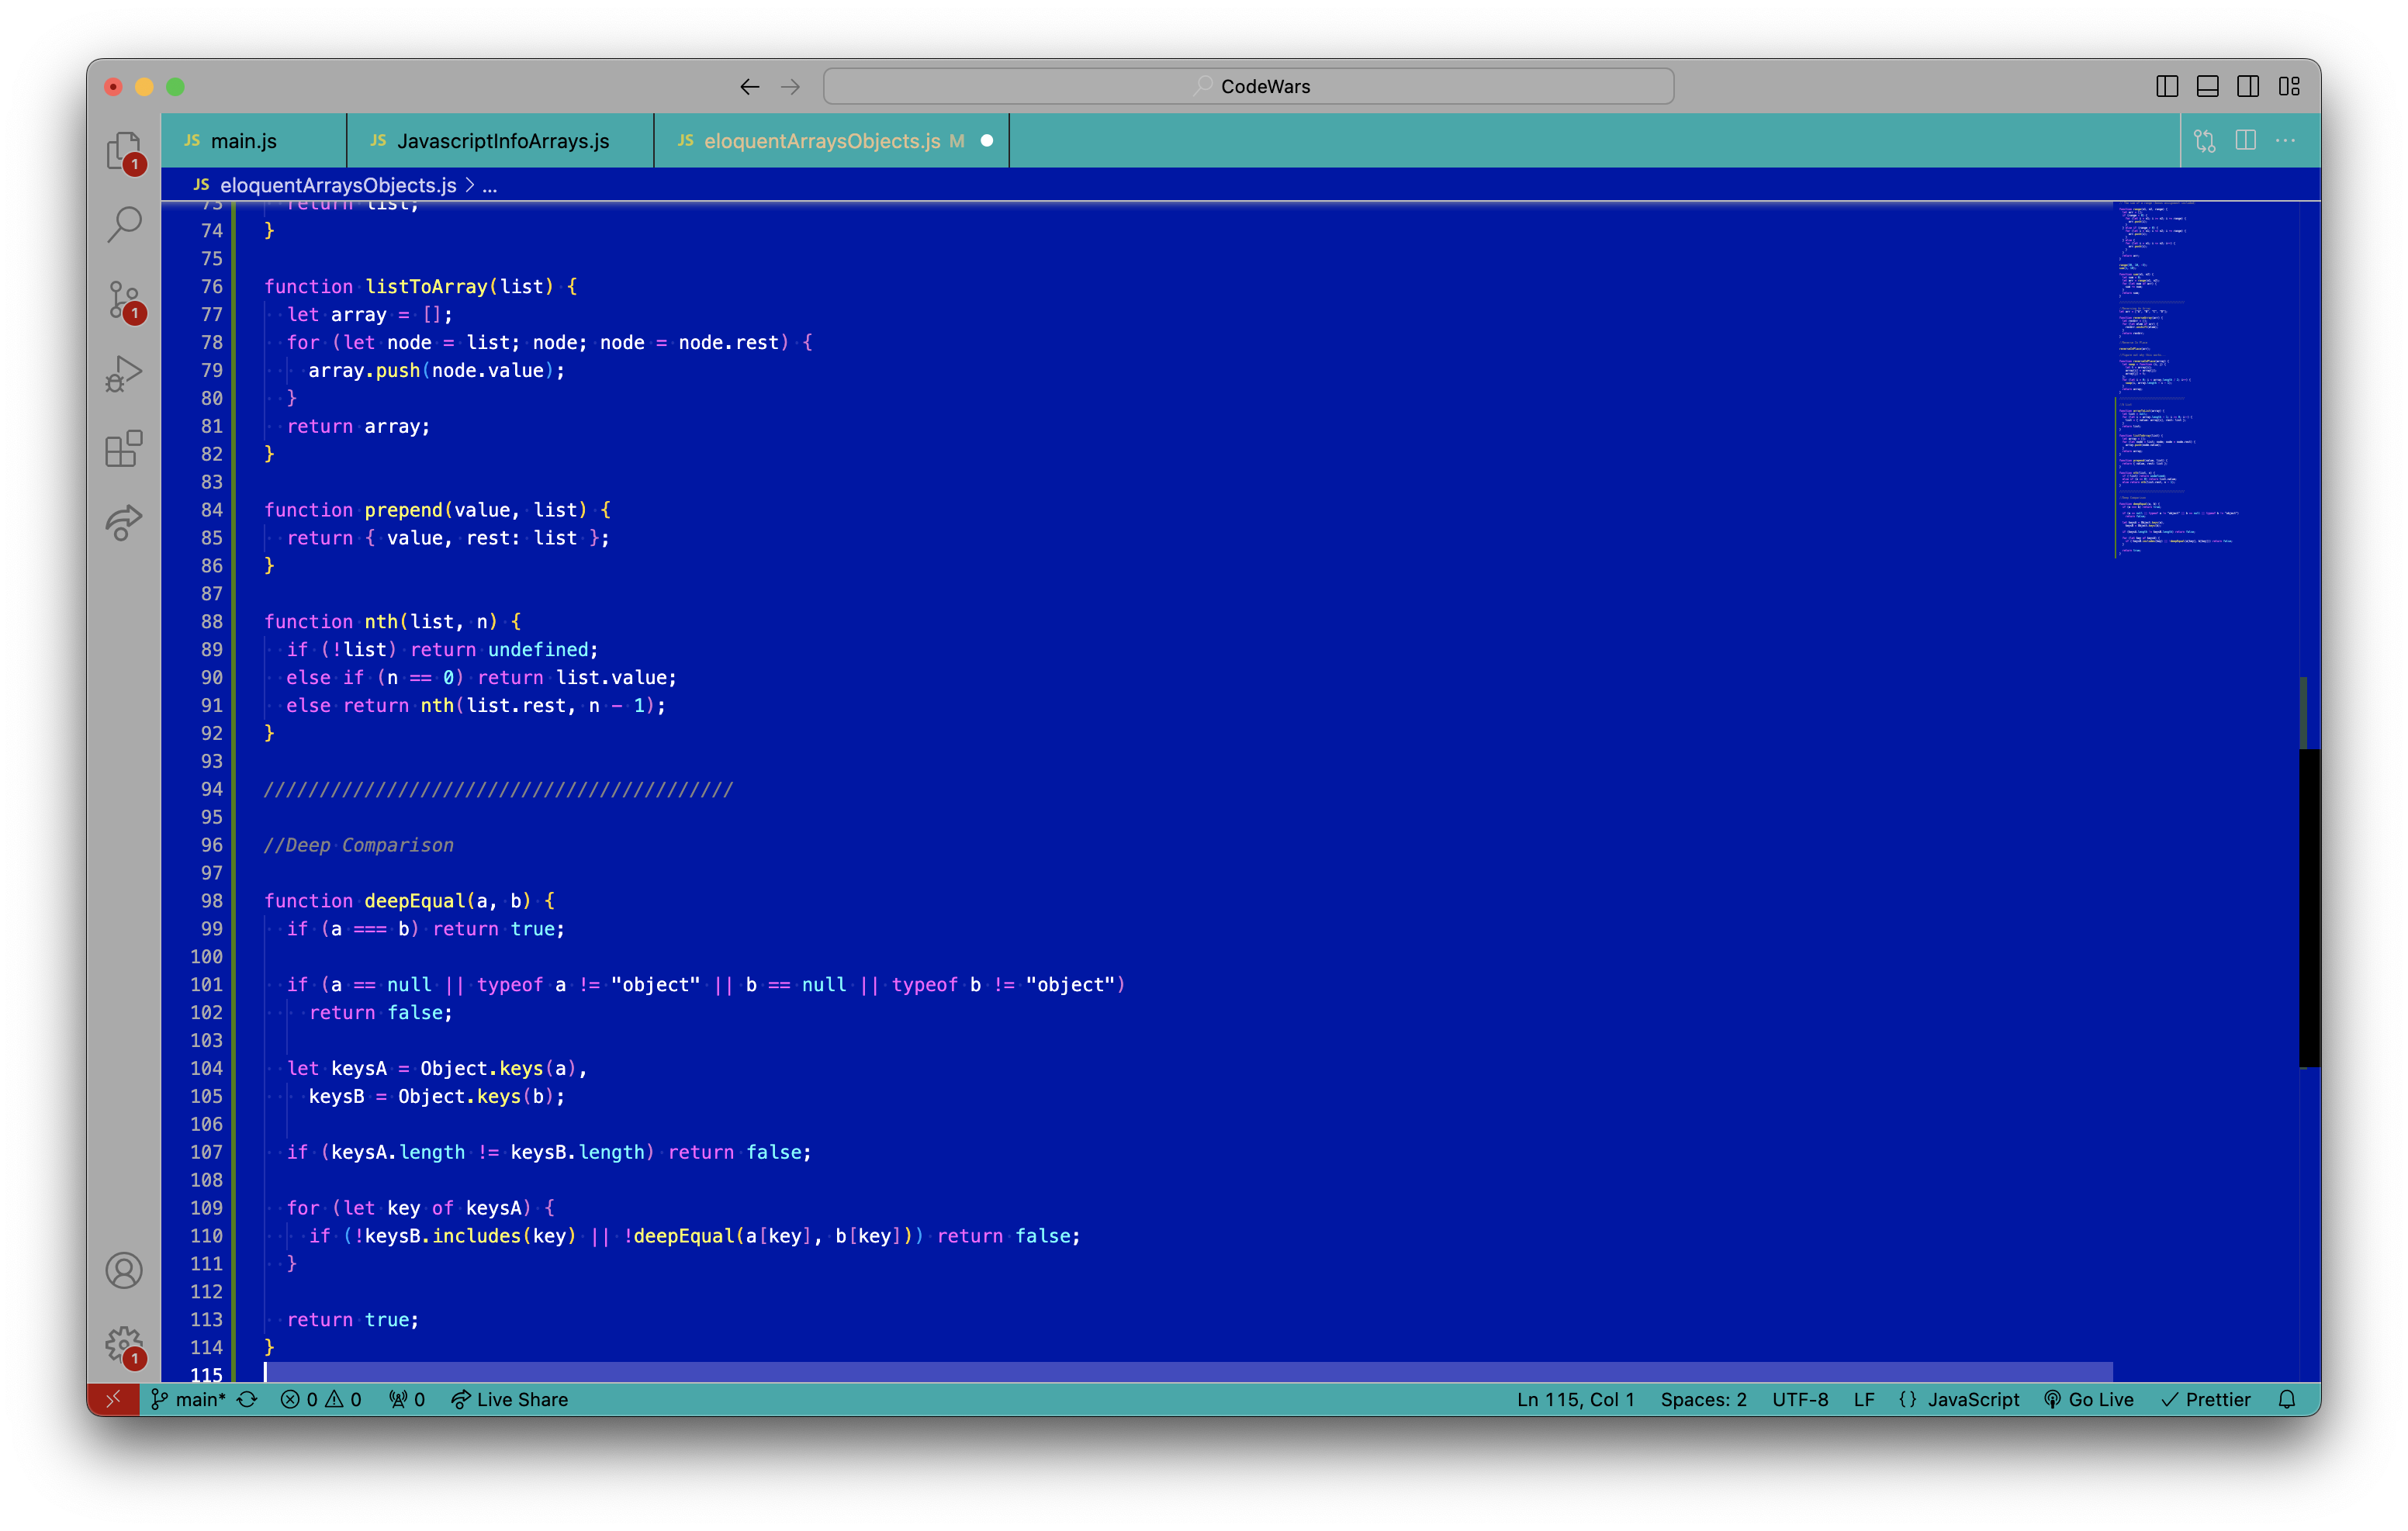 CodeWars
JS main.js
JS JavascriptInfoArrays.js
JS eloquentArraysObjects.js M
JS eloquentArraysObjects.js > ...
73 return list;
74 }
75
76 function listToArray(list) {
77 let array = [];
78 for (let node = list; node; node = node.rest) {
79 array.push(node.value);
80 }
81 return array;
82 }
83
84 function prepend(value, list) {
85 return { value, rest: list };
86 }
87
88 function nth(list, n) {
89 if (!list) return undefined;
90 else if (n == 0) return list.value;
91 else return nth(list.rest, n - 1);
92 }
93
94 //////////////////////////////////////////
95
96 //Deep Comparison
97
98 function deepEqual(a, b) {
99 if (a === b) return true;
100
101 if (a == null || typeof a != "object" || b == null || typeof b != "object")
102 return false;
103
104 let keysA = Object.keys(a),
105 keysB = Object.keys(b);
106
107 if (keysA.length != keysB.length) return false;
108
109 for (let key of keysA) {
110 if (!keysB.includes(key) || !deepEqual(a[key], b[key])) return false;
111 }
112
113 return true;
114 }
115
1
1
1
main* 0 0 0 Live Share Ln 115, Col 1 Spaces: 2 UTF-8 LF {} JavaScript Go Live Prettier